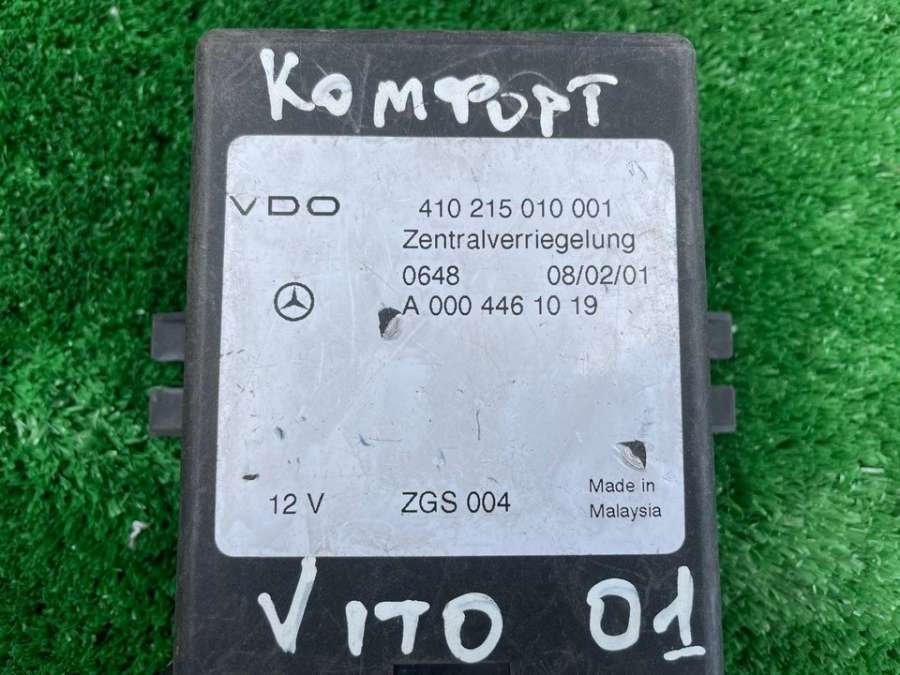 Комфорт
VDO 410 215 010 001
Zentralverriegelung
0648 08/02/01
A 000 446 10 19
12 V ZGS 004 Made in
Malaysia
VITO 01